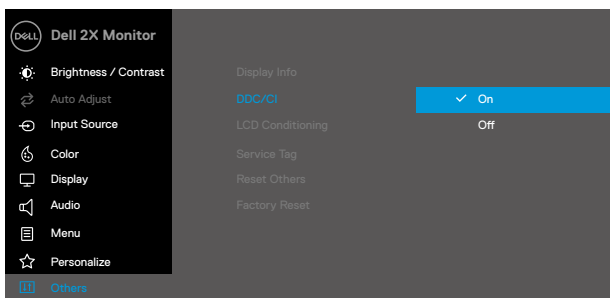 DELL Dell 2X Monitor
Brightness / Contrast
Auto Adjust
Input Source
Color
Display
Audio
Menu
Personalize
Others
Display Info
DDC/CI
LCD Conditioning
Service Tag
Reset Others
Factory Reset
On
Off